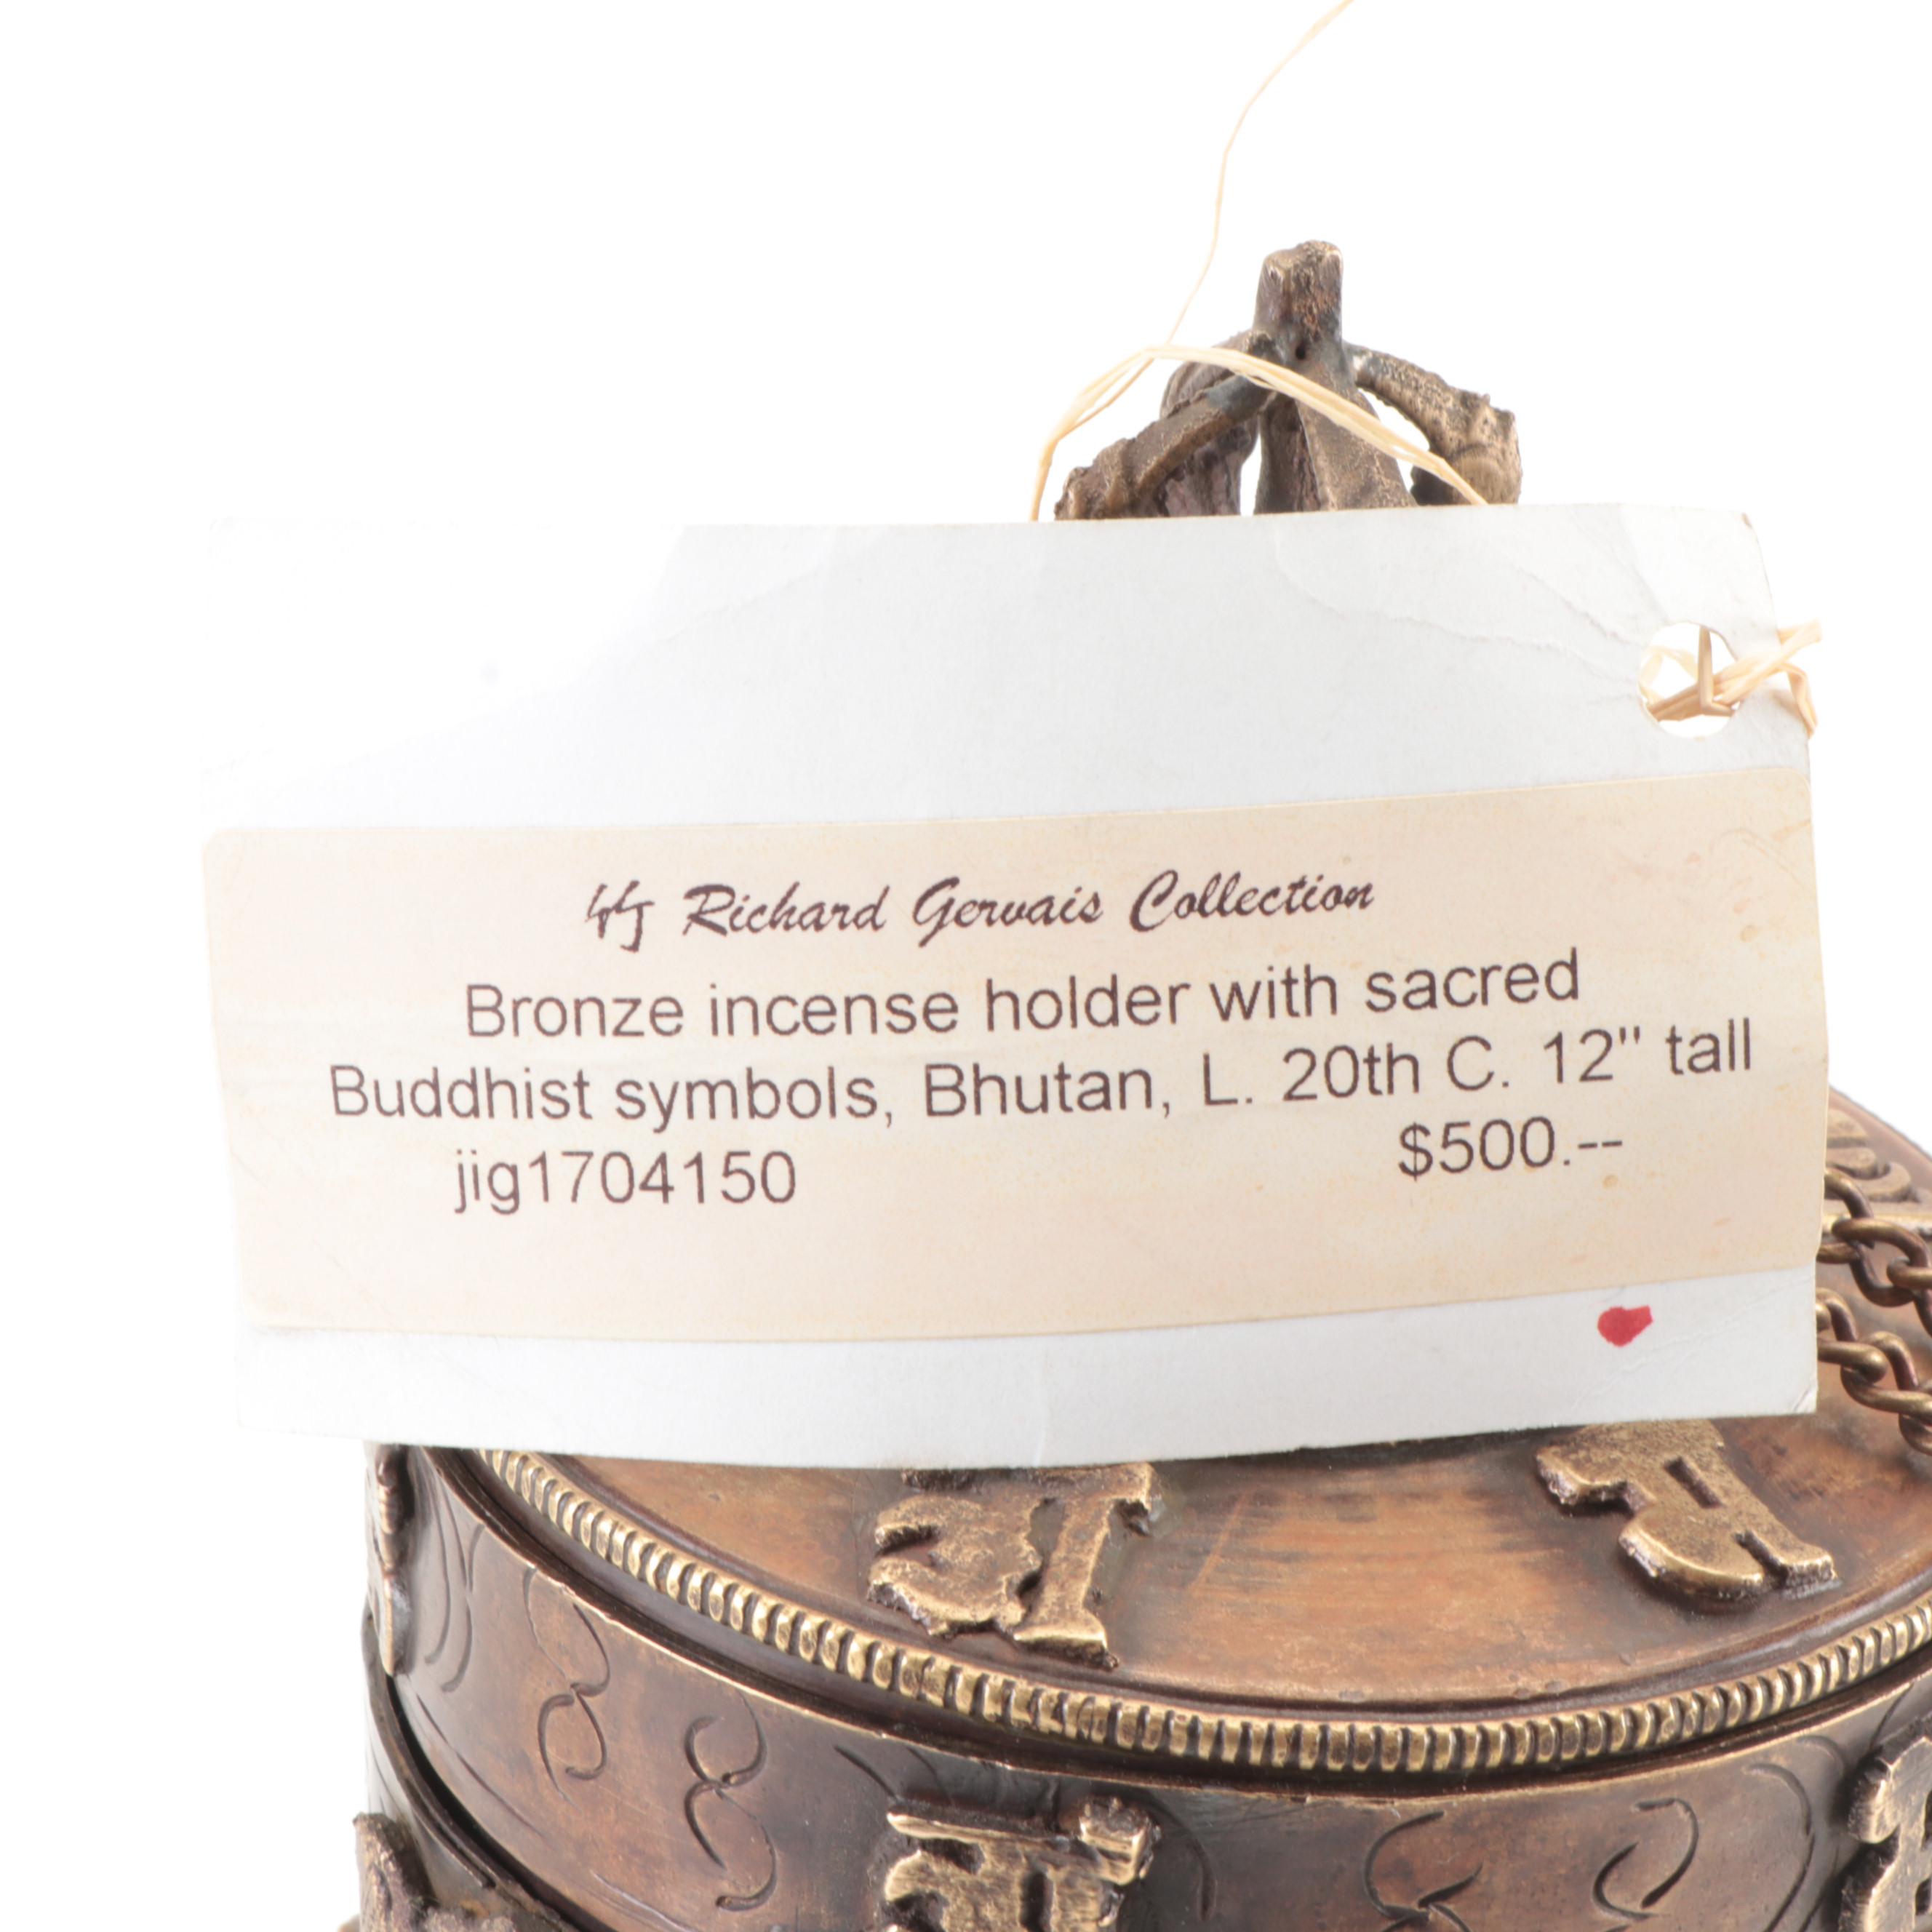 Richard Gervais Collection
Bronze incense holder with sacred
Buddhist symbols, Bhutan, L. 20th C. 12" tall
jig1704150 $500.--